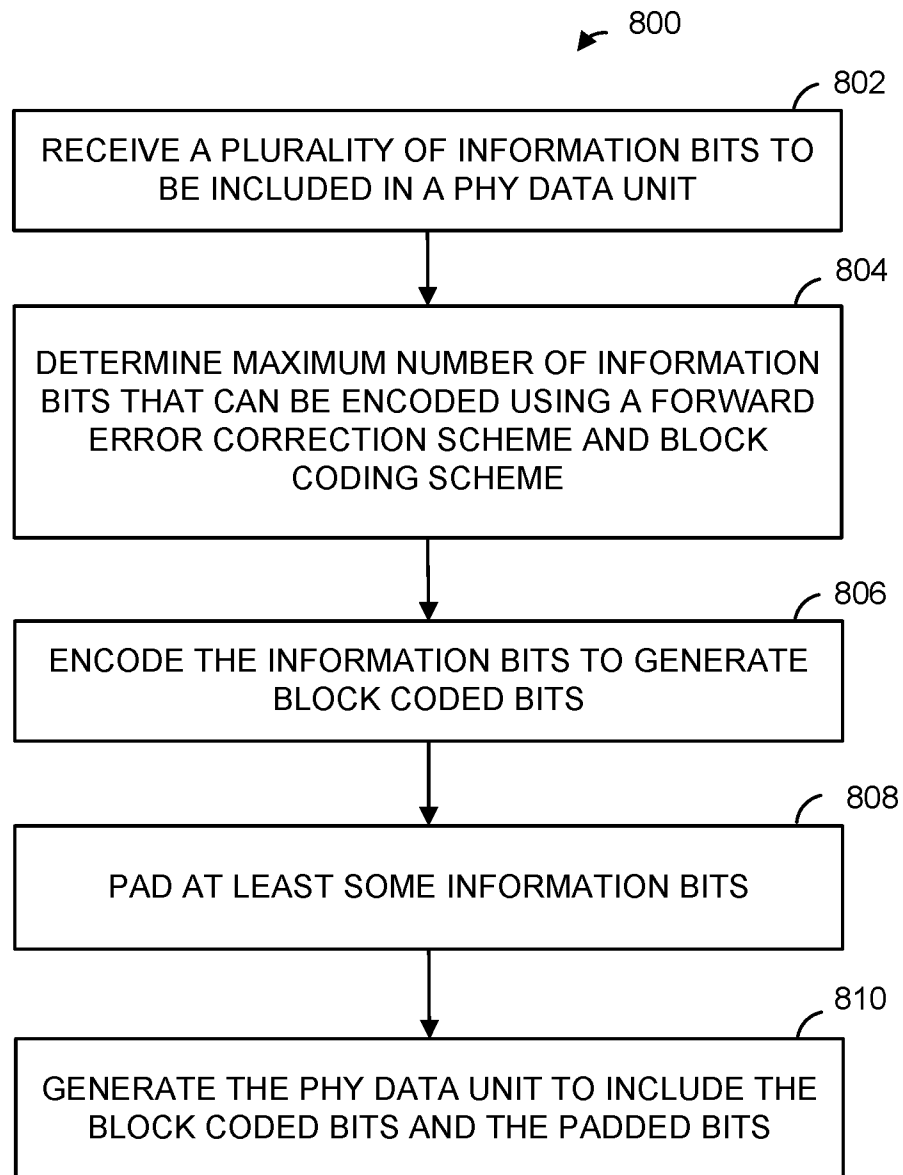 800
802
RECEIVE A PLURALITY OF INFORMATION BITS TO
BE INCLUDED IN A PHY DATA UNIT
804
DETERMINE MAXIMUM NUMBER OF INFORMATION
BITS THAT CAN BE ENCODED USING A FORWARD
ERROR CORRECTION SCHEME AND BLOCK
CODING SCHEME
806
ENCODE THE INFORMATION BITS TO GENERATE
BLOCK CODED BITS
808
PAD AT LEAST SOME INFORMATION BITS
810
GENERATE THE PHY DATA UNIT TO INCLUDE THE
BLOCK CODED BITS AND THE PADDED BITS